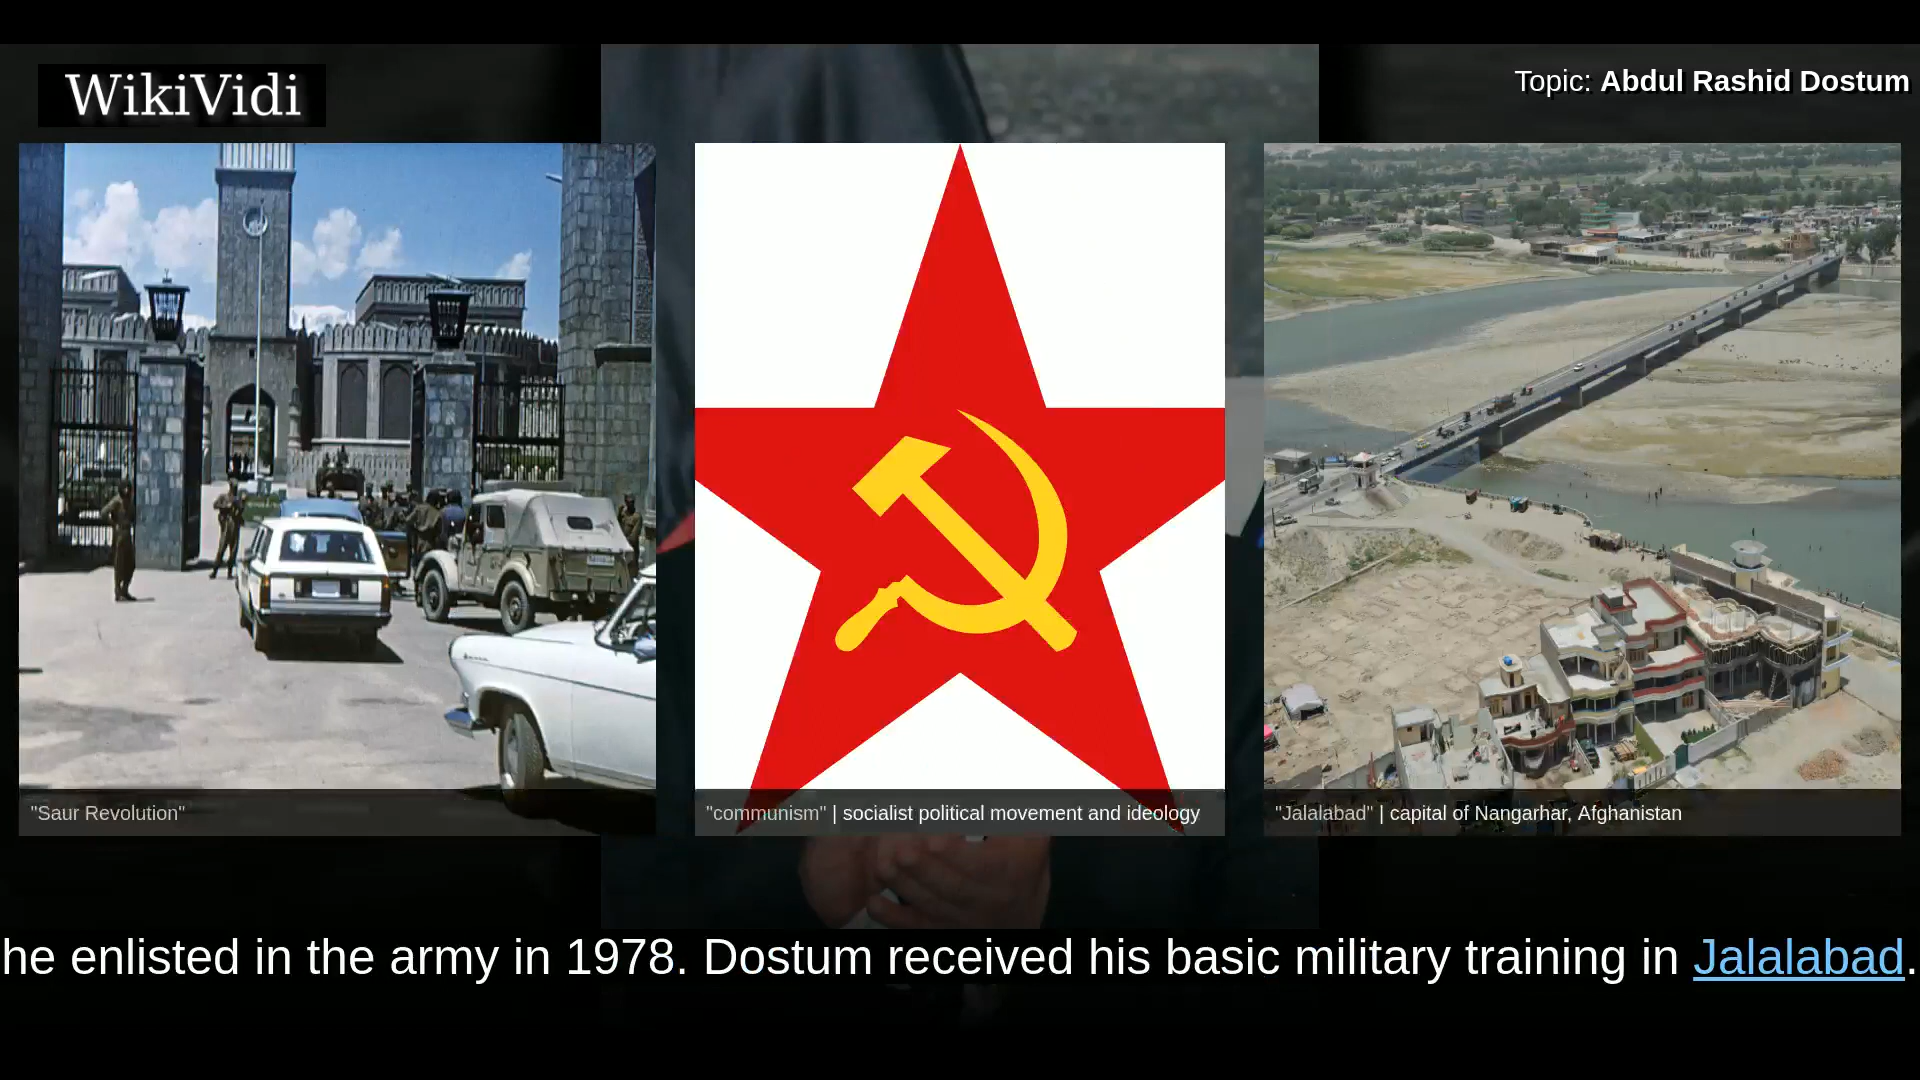 WikiVidi
Topic: Abdul Rashid Dostum
"Saur Revolution"
"communism" | socialist political movement and ideology
"Jalalabad" | capital of Nangarhar, Afghanistan
he enlisted in the army in 1978. Dostum received his basic military training in Jalalabad.